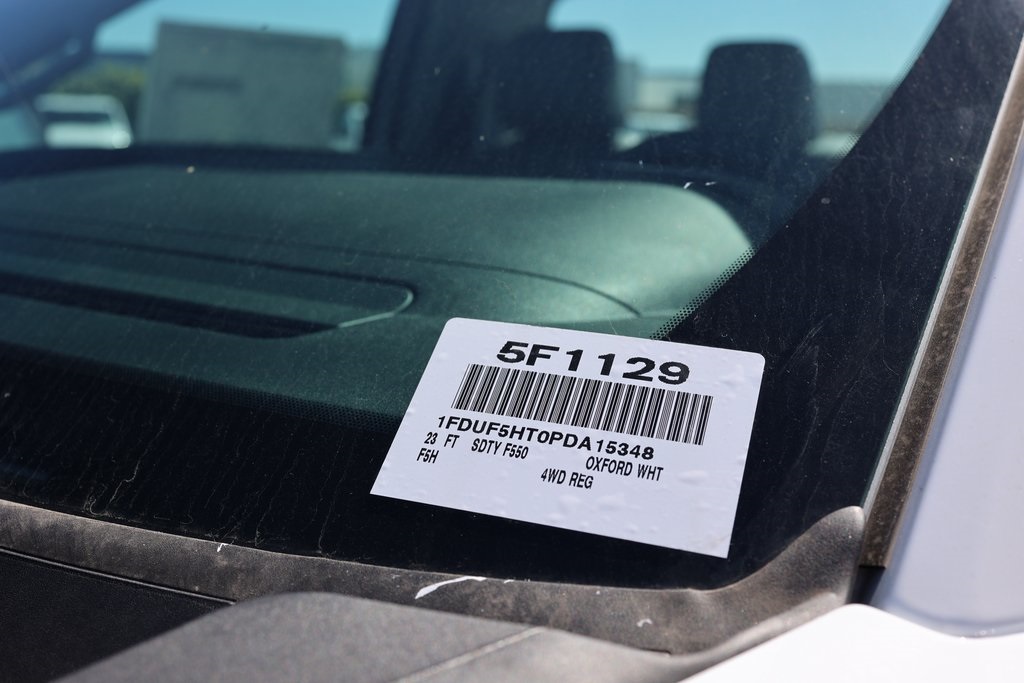 5F1129
1FDUF5HT0PDA15348
23 FT SDTY F550 OXFORD WHT
F5H 4WD REG